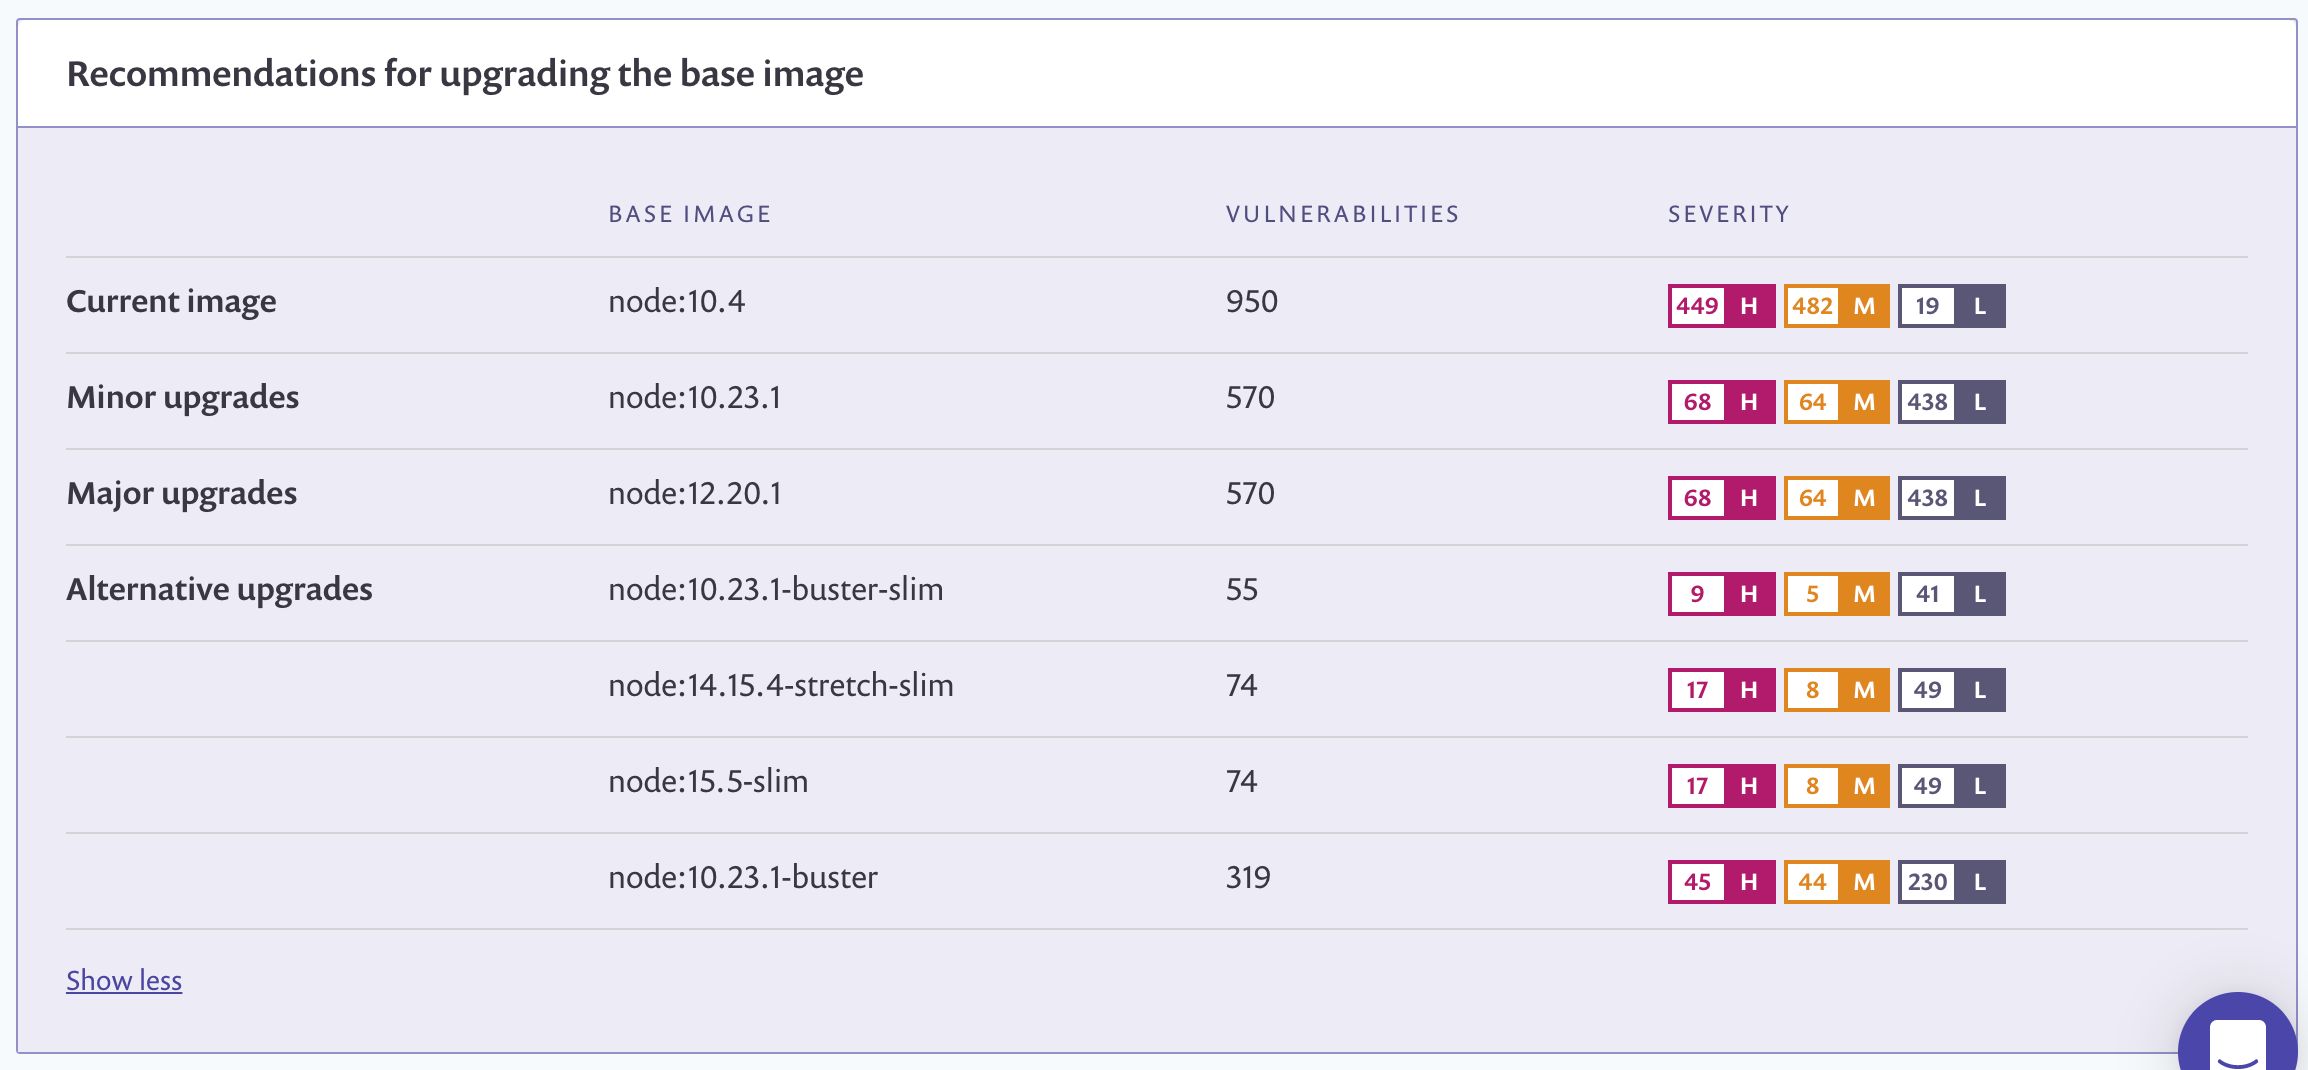 Recommendations for upgrading the base image
BASE IMAGE VULNERABILITIES SEVERITY
Current image node:10.4 950 449 H 482 M 19 L
Minor upgrades node:10.23.1 570 68 H 64 M 438 L
Major upgrades node:12.20.1 570 68 H 64 M 438 L
Alternative upgrades node:10.23.1-buster-slim 55 9 H 5 M 41 L
node:14.15.4-stretch-slim 74 17 H 8 M 49 L
node:15.5-slim 74 17 H 8 M 49 L
node:10.23.1-buster 319 45 H 44 M 230 L
Show less